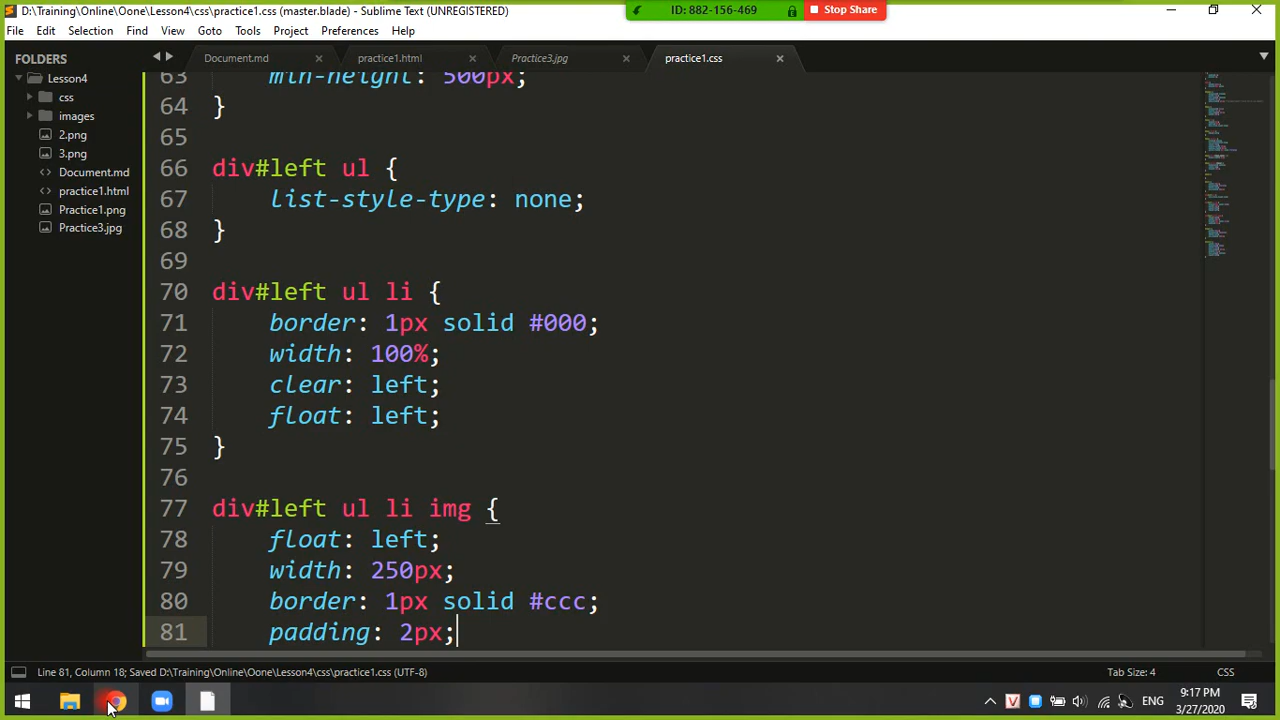 D:\Training\Online\Oone\Lesson4\css\practice1.css (master.blade) - Sublime Text (UNREGISTERED)
ID: 882-156-469
Stop Share
File Edit Selection Find View Goto Tools Project Preferences Help
FOLDERS
Lesson4
css
images
2.png
3.png
Document.md
practice1.html
Practice1.png
Practice3.jpg
Document.md
practice1.html
Practice3.jpg
practice1.css
63 min-height: 500px;
64 }
65
66 div#left ul {
67 list-style-type: none;
68 }
69
70 div#left ul li {
71 border: 1px solid #000;
72 width: 100%;
73 clear: left;
74 float: left;
75 }
76
77 div#left ul li img {
78 float: left;
79 width: 250px;
80 border: 1px solid #ccc;
81 padding: 2px;
Line 81, Column 18; Saved D:\Training\Online\Oone\Lesson4\css\practice1.css (UTF-8)
Tab Size: 4
CSS
ENG
9:17 PM
3/27/2020